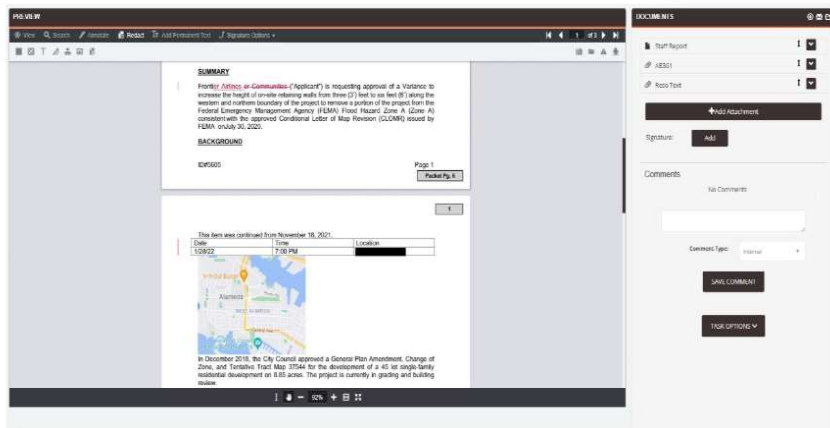 PREVIEW
View Search Annotate Redact Add Permanent Text Signature Options
1 of 3
SUMMARY
Frontier Airlines or Communities ("Applicant") is requesting approval of a Variance to
increase the height of on-site retaining walls from three (3') feet to six feet (6') along the
western and northern boundary of the project to remove a portion of the project from the
Federal Emergency Management Agency (FEMA) Flood Hazard Zone A (Zone A)
consistent with the approved Conditional Letter of Map Revision (CLOMR) issued by
FEMA onJuly 30, 2020.
BACKGROUND
ID#5605 Page 1
Packet Pg. 6
1
This item was continued from November 18, 2021.
Date Time Location
1/28/22 7:00 PM
Alameda
In December 2018, the City Council approved a General Plan Amendment, Change of
Zone, and Tentative Tract Map 37544 for the development of a 45 lot single-family
residential development on 8.85 acres. The project is currently in grading and building
review.
92%
DOCUMENTS
Staff Report
AB361
Reso Text
+Add Attachment
Signature: Add
Comments
No Comments
Comment Type: Internal
SAVE COMMENT
TASK OPTIONS